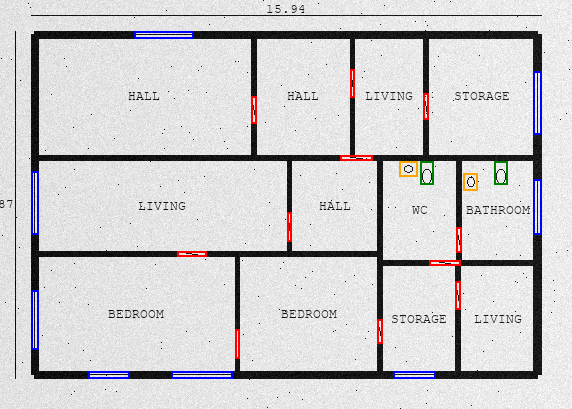 15.94
HALL
HALL
LIVING
STORAGE
87
LIVING
HALL
WC
BATHROOM
BEDROOM
BEDROOM
STORAGE
LIVING